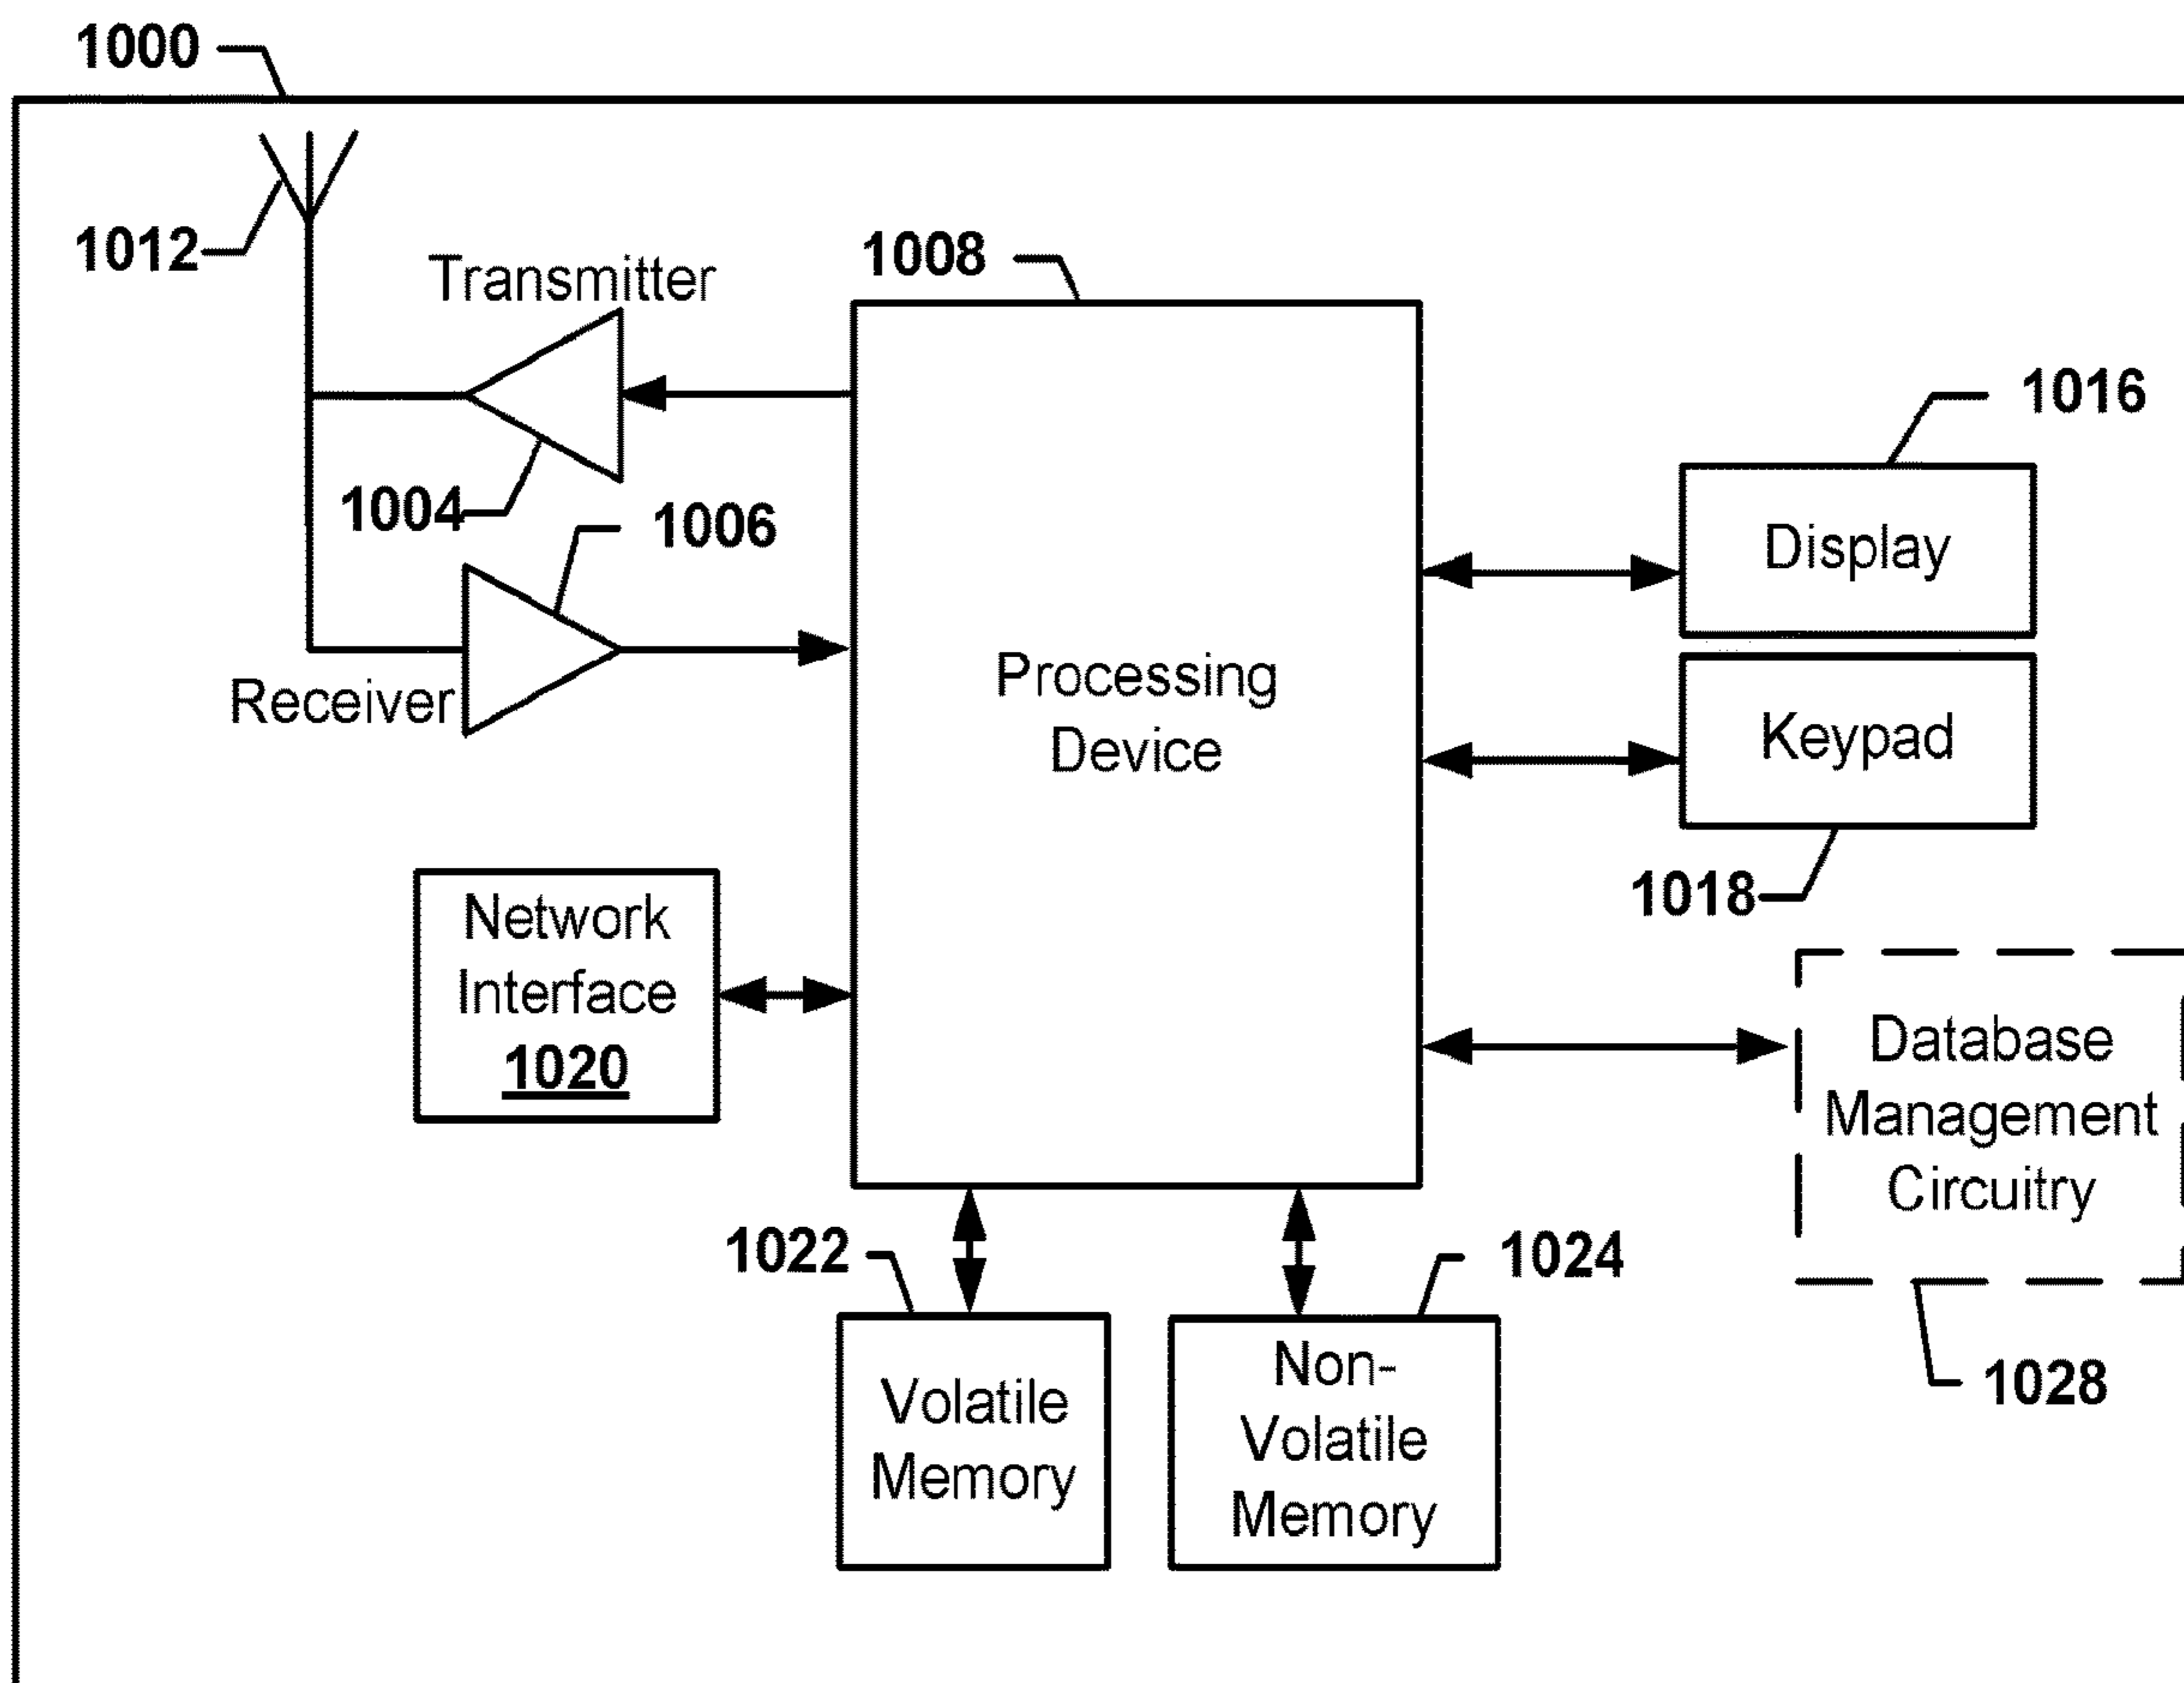 1000
1012
Transmitter
1008
1016
1004
1006
Display
Receiver
Processing
Device
Keypad
1018
Network
Interface
1020
Database
Management
Circuitry
1022
1024
Volatile
Memory
Non-
Volatile
Memory
1028